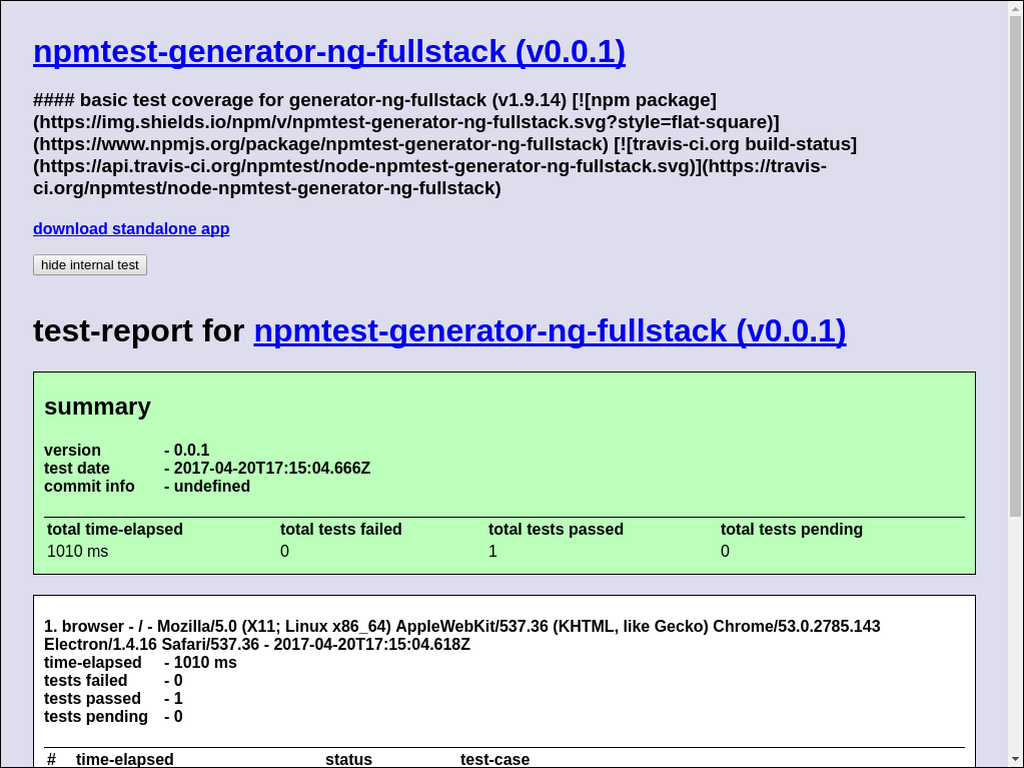 npmtest-generator-ng-fullstack (v0.0.1)
#### basic test coverage for generator-ng-fullstack (v1.9.14) [![npm package]
(https://img.shields.io/npm/v/npmtest-generator-ng-fullstack.svg?style=flat-square)]
(https://www.npmjs.org/package/npmtest-generator-ng-fullstack) [![travis-ci.org build-status]
(https://api.travis-ci.org/npmtest/node-npmtest-generator-ng-fullstack.svg)](https://travis-
ci.org/npmtest/node-npmtest-generator-ng-fullstack)
download standalone app
hide internal test
test-report for npmtest-generator-ng-fullstack (v0.0.1)
summary
version - 0.0.1
test date - 2017-04-20T17:15:04.666Z
commit info - undefined
total time-elapsed total tests failed total tests passed total tests pending
1010 ms 0 1 0
1. browser - / - Mozilla/5.0 (X11; Linux x86_64) AppleWebKit/537.36 (KHTML, like Gecko) Chrome/53.0.2785.143
Electron/1.4.16 Safari/537.36 - 2017-04-20T17:15:04.618Z
time-elapsed - 1010 ms
tests failed - 0
tests passed - 1
tests pending - 0
# time-elapsed status test-case